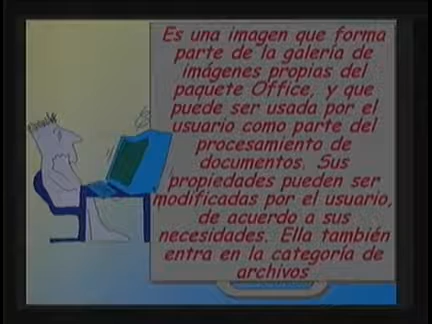 Es una imagen que forma
parte de la galería de
imágenes propias del
paquete Office, y que
puede ser usada por el
usuario como parte del
procesamiento de
documentos. Sus
propiedades pueden ser
modificadas por el usuario,
de acuerdo a sus
necesidades. Ella también
entra en la categoría de
archivos